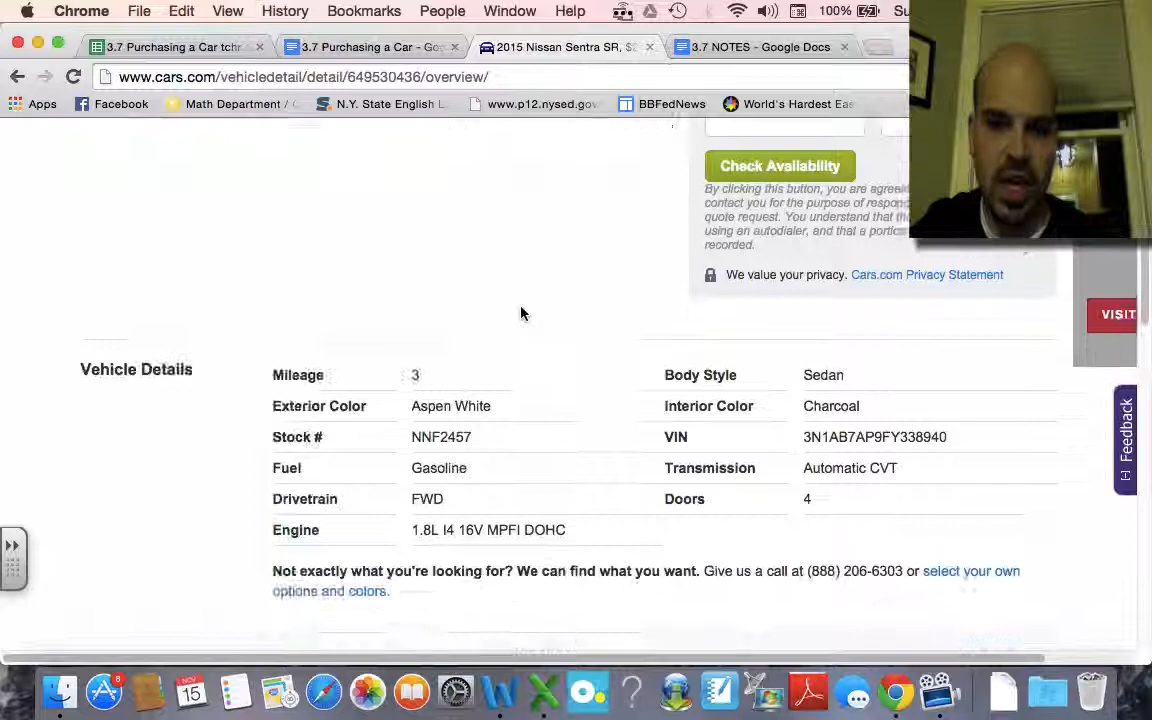 Chrome File Edit View History Bookmarks People Window Help 100% Su
3.7 Purchasing a Car tchr 3.7 Purchasing a Car - Goo 2015 Nissan Sentra SR, $2 3.7 NOTES - Google Docs
www.cars.com/vehicledetail/detail/649530436/overview/
Apps Facebook Math Department / N.Y. State English L www.p12.nysed.gov BBFedNews World's Hardest Eas
Check Availability
By clicking this button, you are agree
contact you for the purpose of respon
quote request. You understand that
using an autodialer, and that a portio
recorded.
We value your privacy. Cars.com Privacy Statement
VISIT
Vehicle Details
Mileage 3 Body Style Sedan
Exterior Color Aspen White Interior Color Charcoal
Stock # NNF2457 VIN 3N1AB7AP9FY338940
Fuel Gasoline Transmission Automatic CVT
Drivetrain FWD Doors 4
Engine 1.8L I4 16V MPFI DOHC
[-] Feedback
Not exactly what you're looking for? We can find what you want. Give us a call at (888) 206-6303 or select your own
options and colors.
8
NOV
15